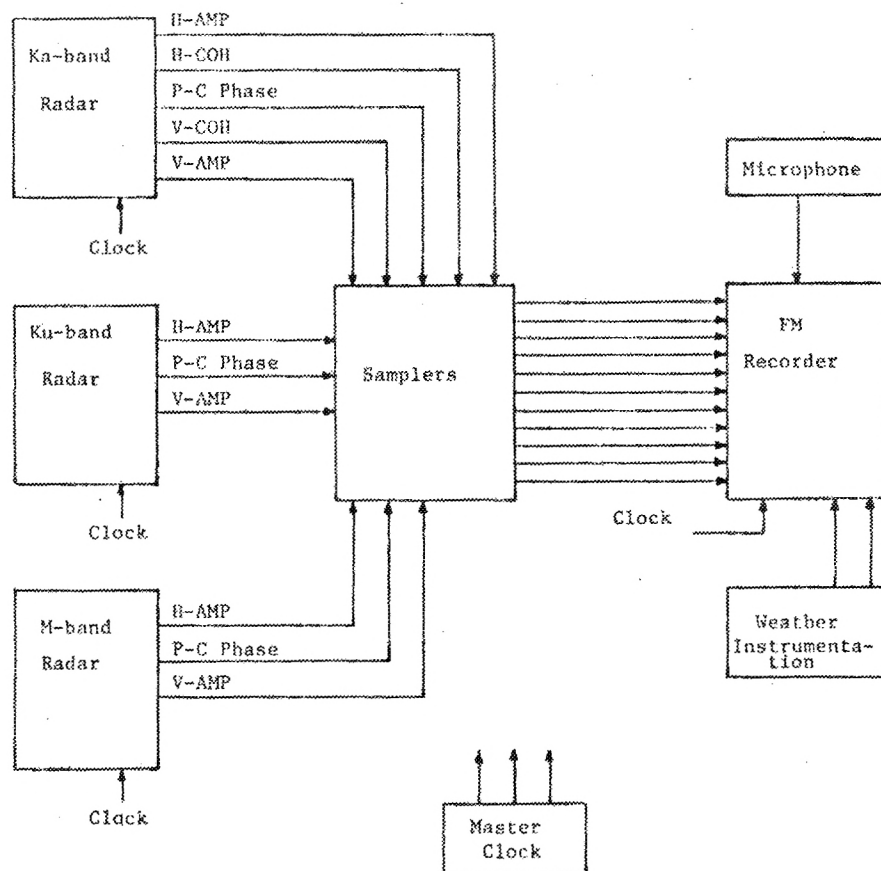 H-AMP
Ka-band
Radar
H-COH
P-C Phase
V-COH
V-AMP
Clock
Microphone
Ku-band
Radar
H-AMP
P-C Phase
V-AMP
Clock
Samplers
FM
Recorder
Clock
M-band
Radar
H-AMP
P-C Phase
V-AMP
Clock
Weather
Instrumenta-
tion
Master
Clock